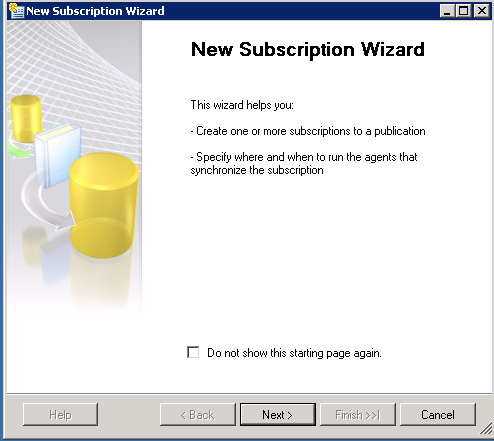 New Subscription Wizard
New Subscription Wizard
This wizard helps you:
- Create one or more subscriptions to a publication
- Specify where and when to run the agents that
synchronize the subscription
Do not show this starting page again.
Help
< Back
Next >
Finish >>|
Cancel